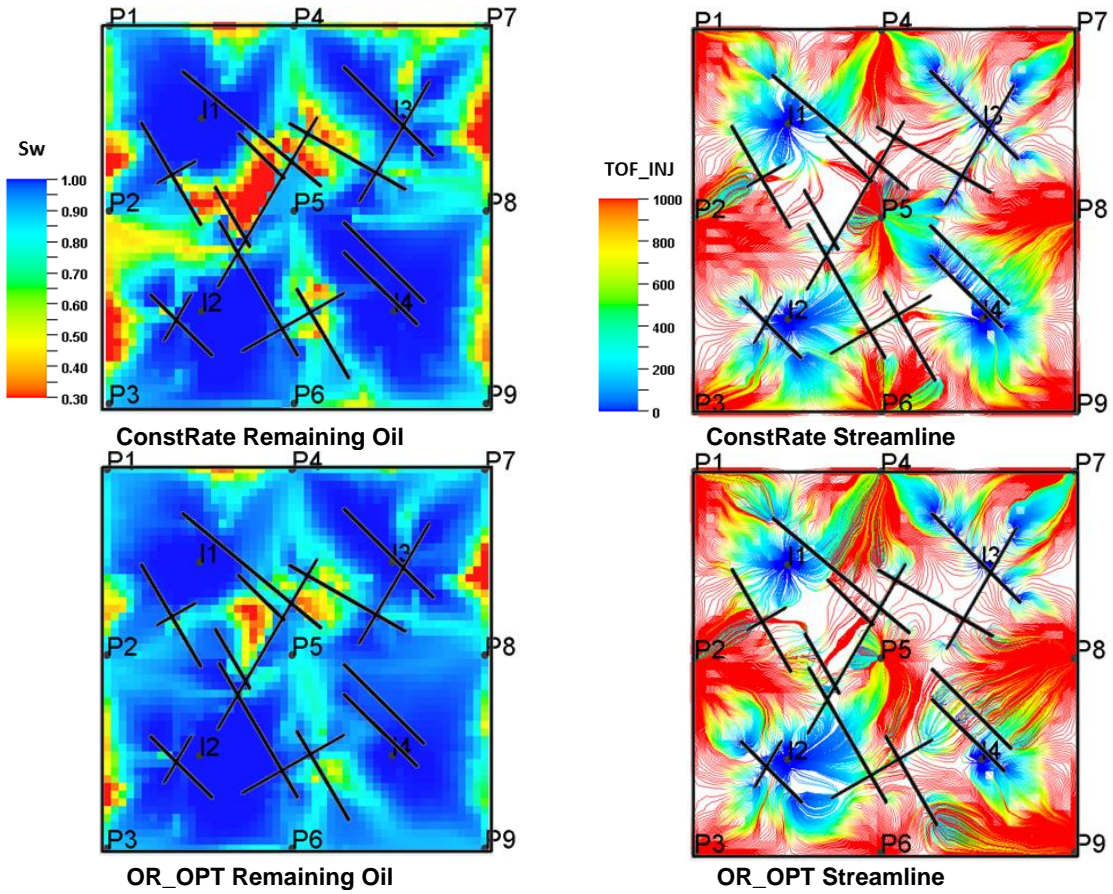 P1 P4 P7
I1 I3
P2 P5 P8
I2 I4
P3 P6 P9
Sw
1.00
0.90
0.80
0.70
0.60
0.50
0.40
0.30
ConstRate Remaining Oil
P1 P4 P7
I1 I3
P2 P5 P8
I2 I4
P3 P6 P9
TOF_INJ
1000
800
600
400
200
0
ConstRate Streamline
P1 P4 P7
I1 I3
P2 P5 P8
I2 I4
P3 P6 P9
OR_OPT Remaining Oil
P1 P4 P7
I1 I3
P2 P5 P8
I2 I4
P3 P6 P9
OR_OPT Streamline